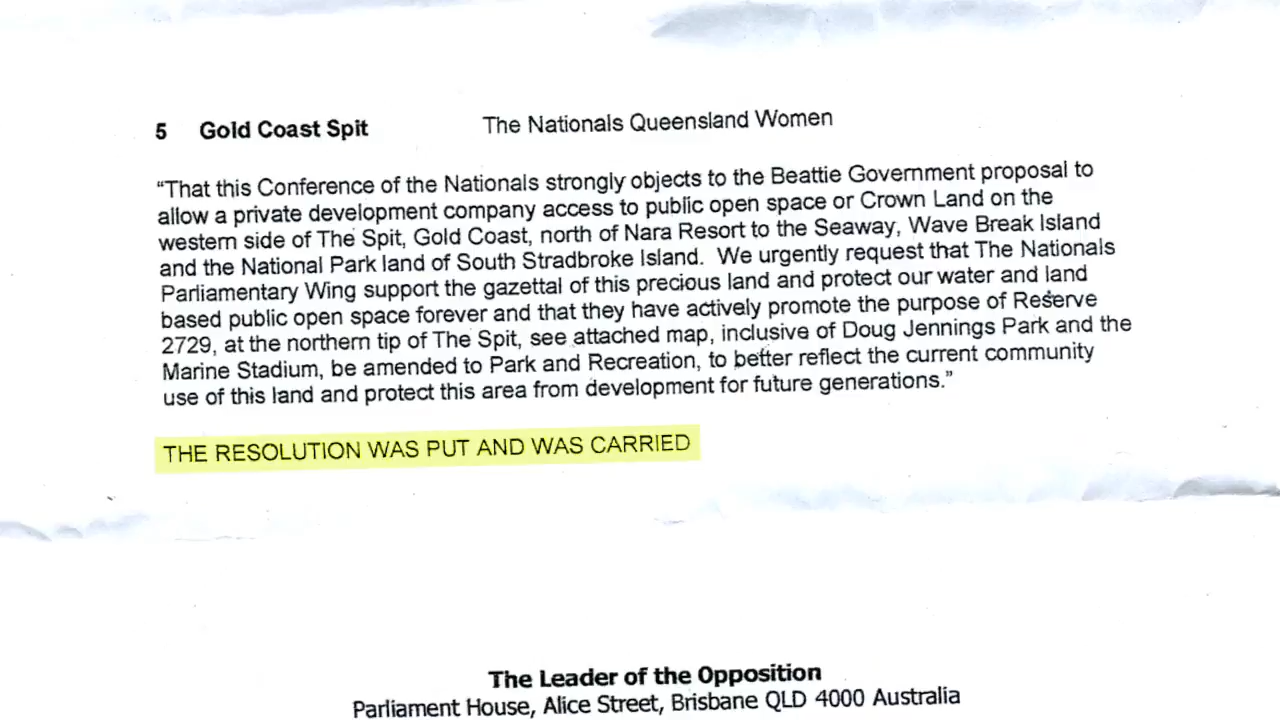 5 Gold Coast Spit The Nationals Queensland Women
“That this Conference of the Nationals strongly objects to the Beattie Government proposal to
allow a private development company access to public open space or Crown Land on the
western side of The Spit, Gold Coast, north of Nara Resort to the Seaway, Wave Break Island
and the National Park land of South Stradbroke Island. We urgently request that The Nationals
Parliamentary Wing support the gazettal of this precious land and protect our water and land
based public open space forever and that they have actively promote the purpose of Reserve
2729, at the northern tip of The Spit, see attached map, inclusive of Doug Jennings Park and the
Marine Stadium, be amended to Park and Recreation, to better reflect the current community
use of this land and protect this area from development for future generations.”
THE RESOLUTION WAS PUT AND WAS CARRIED
The Leader of the Opposition
Parliament House, Alice Street, Brisbane QLD 4000 Australia